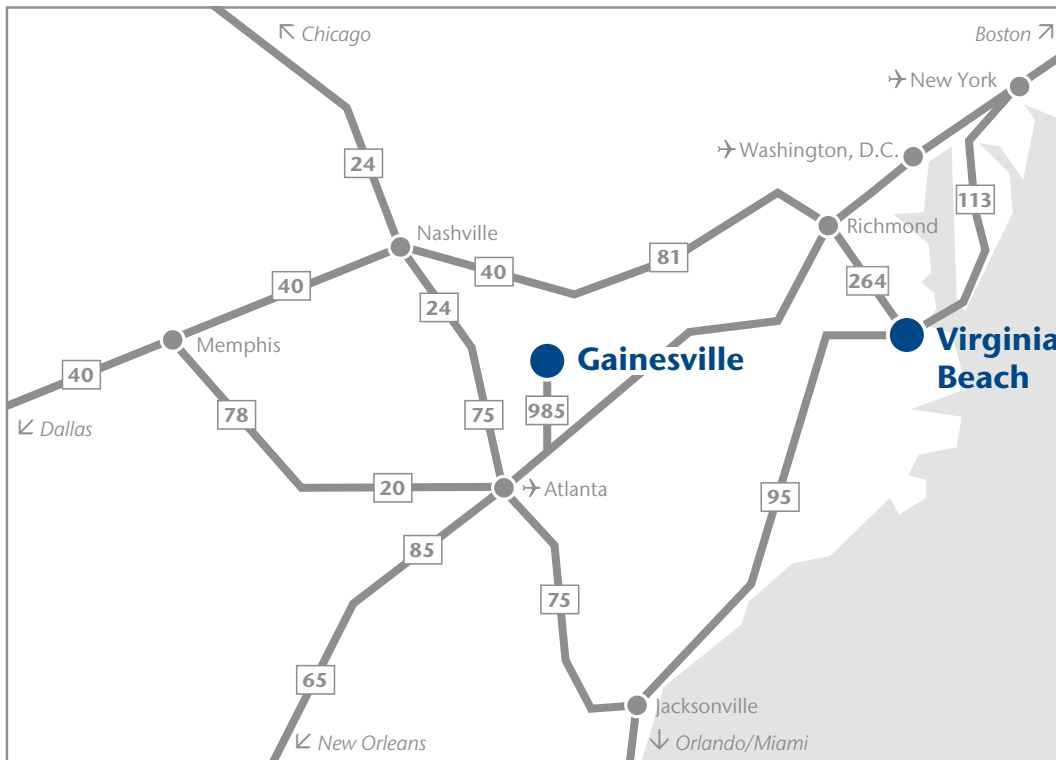 ↖ Chicago
Boston ↗
New York
24
Washington, D.C.
113
Nashville
Richmond
81
40
264
40
24
Virginia
Beach
Memphis
Gainesville
40
78
75
985
↙ Dallas
20
Atlanta
95
85
75
65
Jacksonville
↙ New Orleans
↓ Orlando/Miami